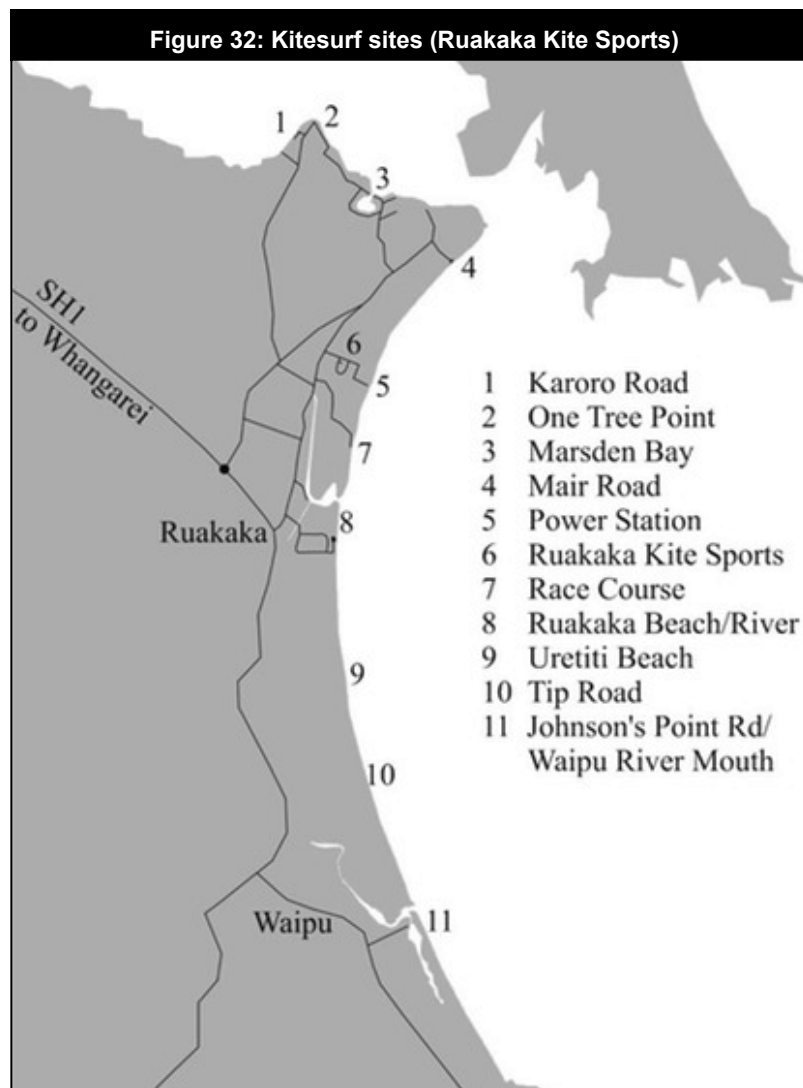 Figure 32: Kitesurf sites (Ruakaka Kite Sports)
1
2
3
4
SH1
to Whangarei
6
5
7
8
Ruakaka
9
10
Waipu
11
1 Karoro Road
2 One Tree Point
3 Marsden Bay
4 Mair Road
5 Power Station
6 Ruakaka Kite Sports
7 Race Course
8 Ruakaka Beach/River
9 Uretiti Beach
10 Tip Road
11 Johnson's Point Rd/
Waipu River Mouth